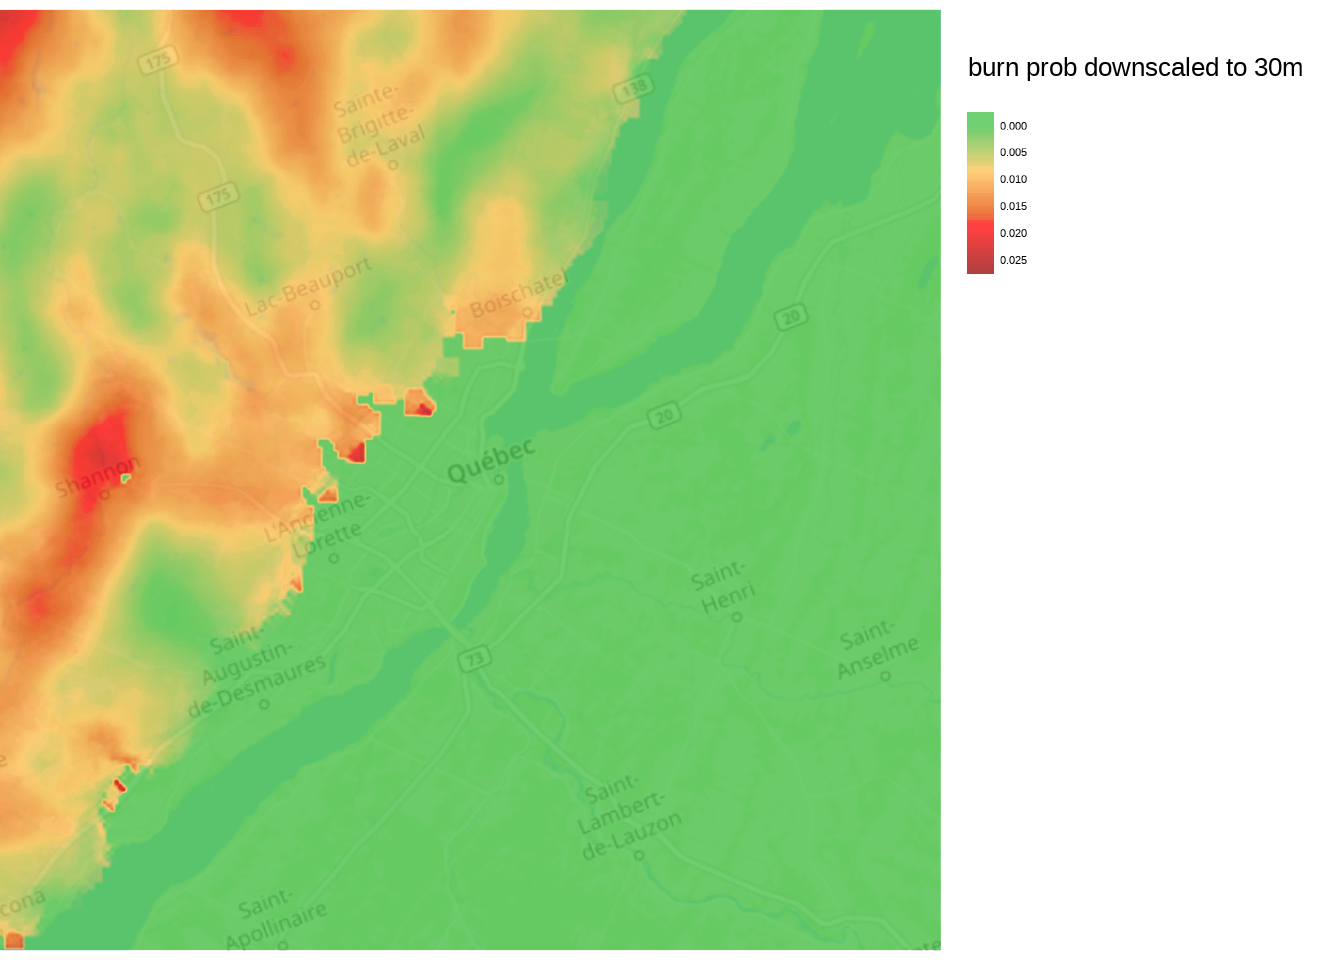 burn prob downscaled to 30m
0.000
0.005
0.010
0.015
0.020
0.025
175
138
Sainte-
Brigitte-
de-Laval
175
Lac-Beauport
Boischatel
20
20
Québec
Shannon
L'Ancienne-
Lorette
Saint-
Henri
Saint-
Anselme
Saint-
Augustin-
de-Desmaures
73
Saint-
Lambert-
de-Lauzon
cona
Saint-
Apollinaire